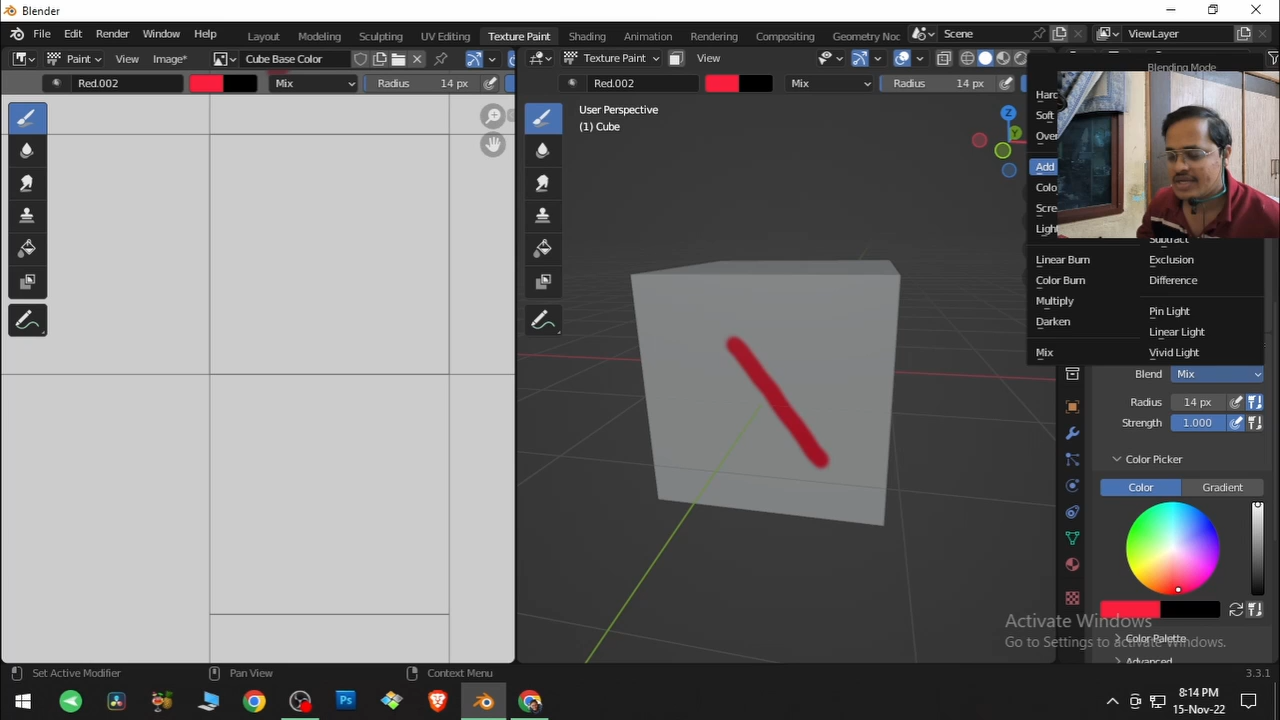 Blender
File Edit Render Window Help Layout Modeling Sculpting UV Editing Texture Paint Shading Animation Rendering Compositing Geometry Noc Scene ViewLayer
Paint View Image* Cube Base Color Texture Paint View
Red.002 Mix Radius 14 px Red.002 Mix Radius 14 px
Blending Mode
User Perspective
(1) Cube
Z
Y
Hard
Soft
Over
Add
Colo
Scre
Light
Subtract
Linear Burn Exclusion
Color Burn Difference
Multiply Pin Light
Darken Linear Light
Mix Vivid Light
Blend Mix
Radius 14 px
Strength 1.000
Color Picker
Color Gradient
Activate Windows
Go to Settings to activate Windows.
Color Palette
Advanced
Set Active Modifier Pan View Context Menu 3.3.1
Ps
8:14 PM
15-Nov-22